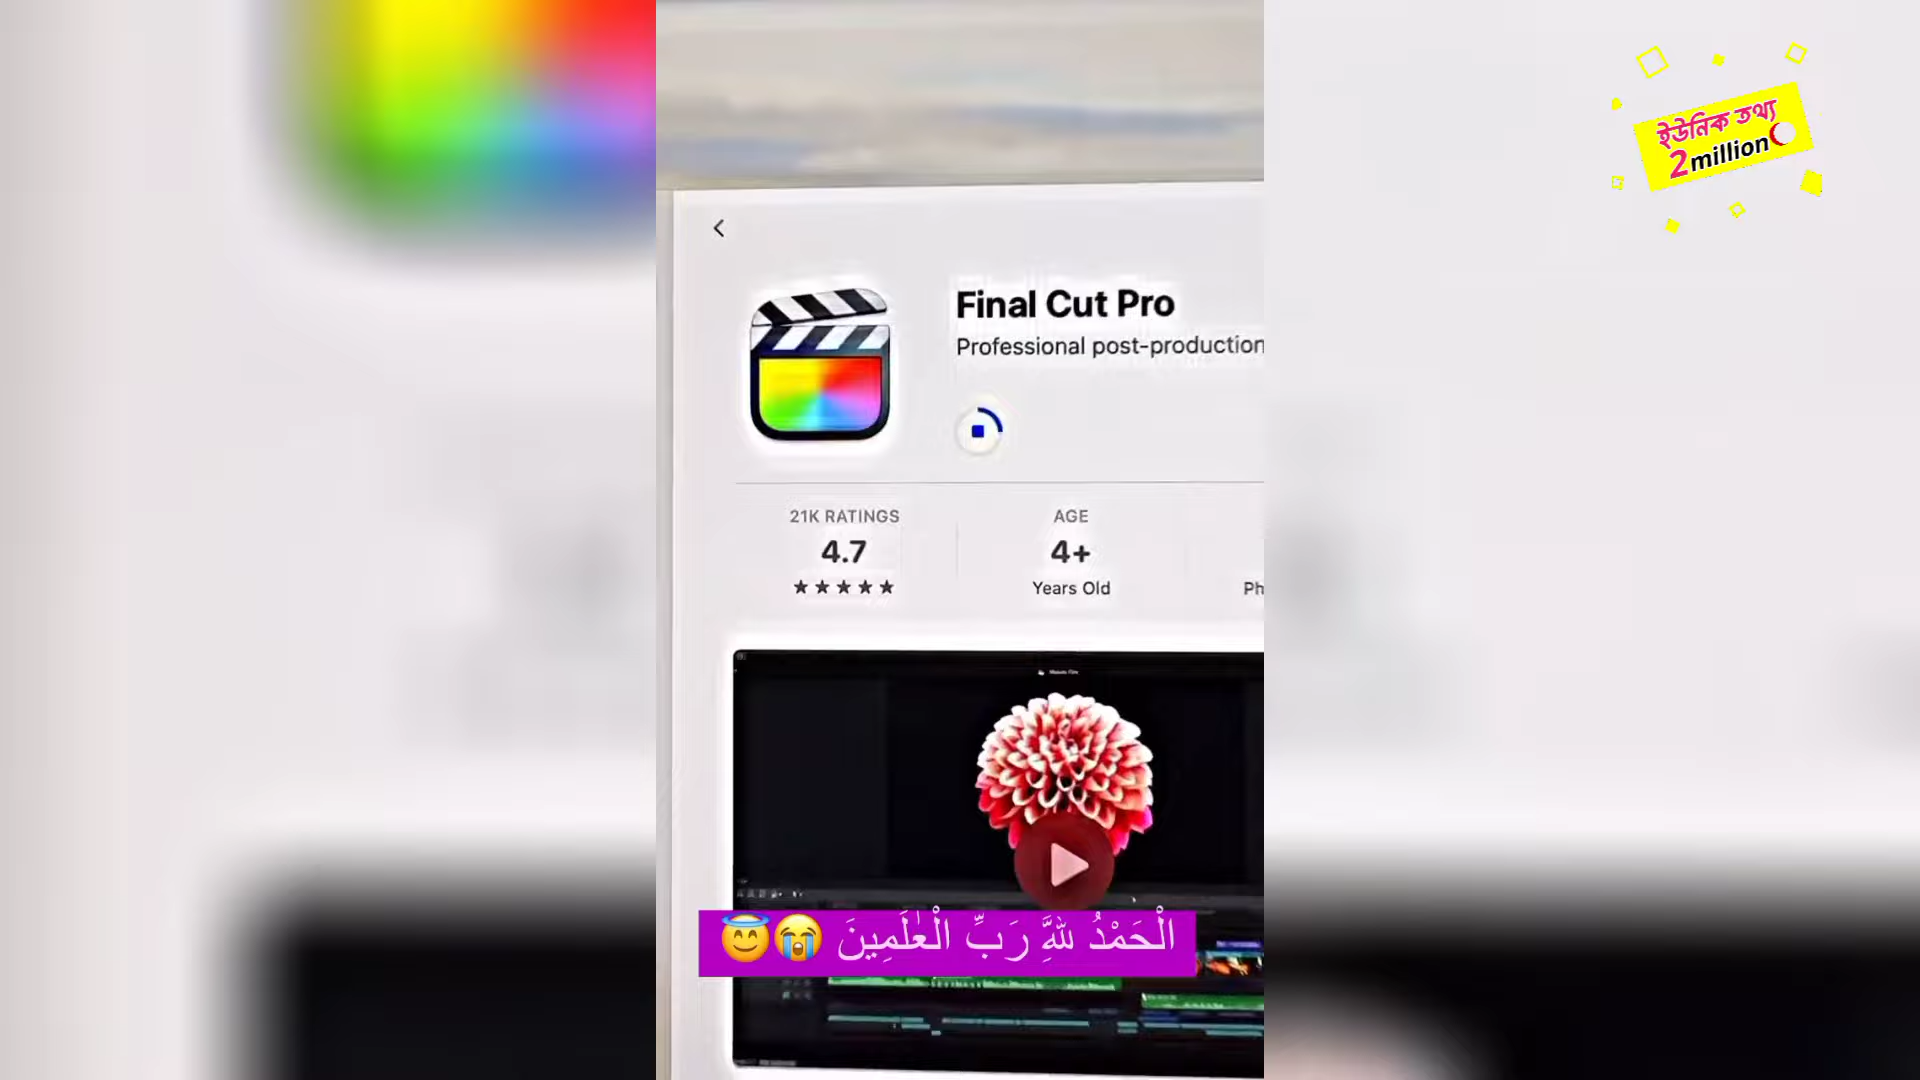 ইউনিক তথ্য
2million
Final Cut Pro
Professional post-production
21K RATINGS
4.7
AGE
4+
Years Old
Ph
الْحَمْدُ لِلَّهِ رَبِّ الْعٰلَمِينَ 😭😇